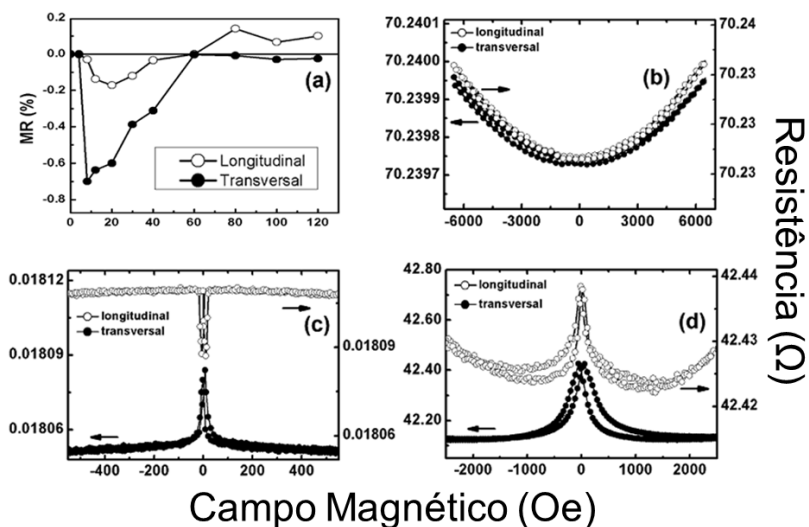 0.2
0.0
-0.2
-0.4
-0.6
-0.8
MR (%)
(a)
Longitudinal
Transversal
0 20 40 60 80 100 120
70.2401
70.2400
70.2399
70.2398
70.2397
longitudinal
transversal
(b)
70.24
70.23
70.23
70.23
-6000 -3000 0 3000 6000
0.01812
0.01809
0.01806
longitudinal
transversal
(c)
0.01809
0.01806
-400 -200 0 200 400
42.80
42.60
42.40
42.20
longitudinal
transversal
(d)
42.44
42.43
42.42
-2000 -1000 0 1000 2000
Resistência (Ω)
Campo Magnético (Oe)